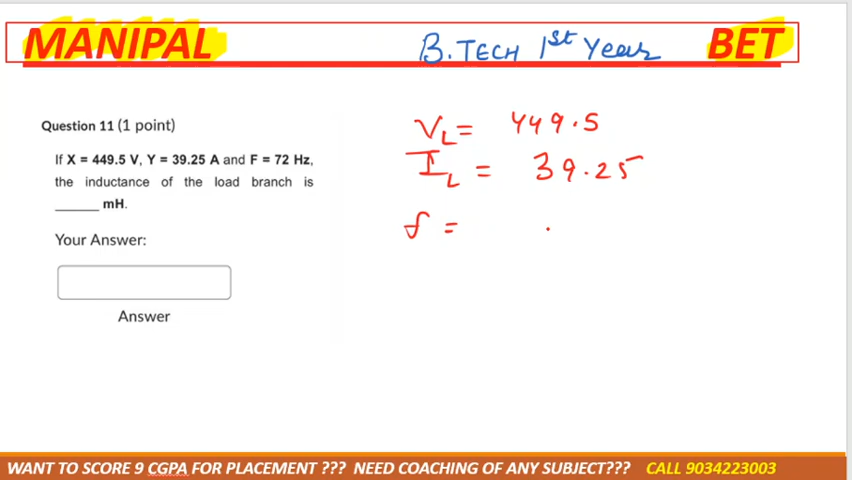 MANIPAL B. TECH 1st Year BET
Question 11 (1 point)
If X = 449.5 V, Y = 39.25 A and F = 72 Hz,
the inductance of the load branch is
______ mH.
Your Answer:
Answer
VL = 449.5
IL = 39.25
f =
WANT TO SCORE 9 CGPA FOR PLACEMENT ??? NEED COACHING OF ANY SUBJECT??? CALL 9034223003